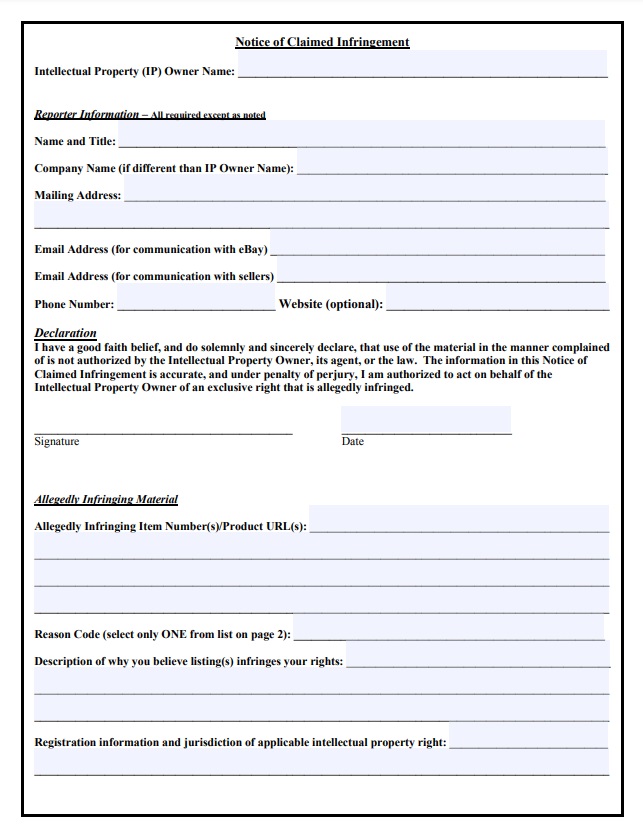 Notice of Claimed Infringement
Intellectual Property (IP) Owner Name:
Reporter Information – All required except as noted
Name and Title:
Company Name (if different than IP Owner Name):
Mailing Address:
Email Address (for communication with eBay)
Email Address (for communication with sellers)
Phone Number: Website (optional):
Declaration
I have a good faith belief, and do solemnly and sincerely declare, that use of the material in the manner complained
of is not authorized by the Intellectual Property Owner, its agent, or the law. The information in this Notice of
Claimed Infringement is accurate, and under penalty of perjury, I am authorized to act on behalf of the
Intellectual Property Owner of an exclusive right that is allegedly infringed.
Signature Date
Allegedly Infringing Material
Allegedly Infringing Item Number(s)/Product URL(s):
Reason Code (select only ONE from list on page 2):
Description of why you believe listing(s) infringes your rights:
Registration information and jurisdiction of applicable intellectual property right: